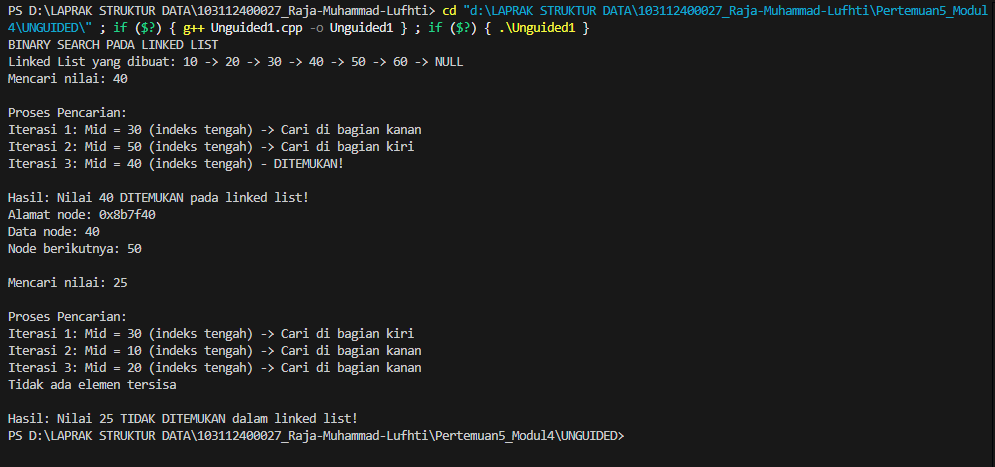 PS D:\LAPRAK STRUKTUR DATA\103112400027_Raja-Muhammad-Lufhti> cd "d:\LAPRAK STRUKTUR DATA\103112400027_Raja-Muhammad-Lufhti\Pertemuan5_Modul
4\UNGUIDED\" ; if ($?) { g++ Unguided1.cpp -o Unguided1 } ; if ($?) { .\Unguided1 }
BINARY SEARCH PADA LINKED LIST
Linked List yang dibuat: 10 -> 20 -> 30 -> 40 -> 50 -> 60 -> NULL
Mencari nilai: 40
Proses Pencarian:
Iterasi 1: Mid = 30 (indeks tengah) -> Cari di bagian kanan
Iterasi 2: Mid = 50 (indeks tengah) -> Cari di bagian kiri
Iterasi 3: Mid = 40 (indeks tengah) - DITEMUKAN!
Hasil: Nilai 40 DITEMUKAN pada linked list!
Alamat node: 0x8b7f40
Data node: 40
Node berikutnya: 50
Mencari nilai: 25
Proses Pencarian:
Iterasi 1: Mid = 30 (indeks tengah) -> Cari di bagian kiri
Iterasi 2: Mid = 10 (indeks tengah) -> Cari di bagian kanan
Iterasi 3: Mid = 20 (indeks tengah) -> Cari di bagian kanan
Tidak ada elemen tersisa
Hasil: Nilai 25 TIDAK DITEMUKAN dalam linked list!
PS D:\LAPRAK STRUKTUR DATA\103112400027_Raja-Muhammad-Lufhti\Pertemuan5_Modul4\UNGUIDED>